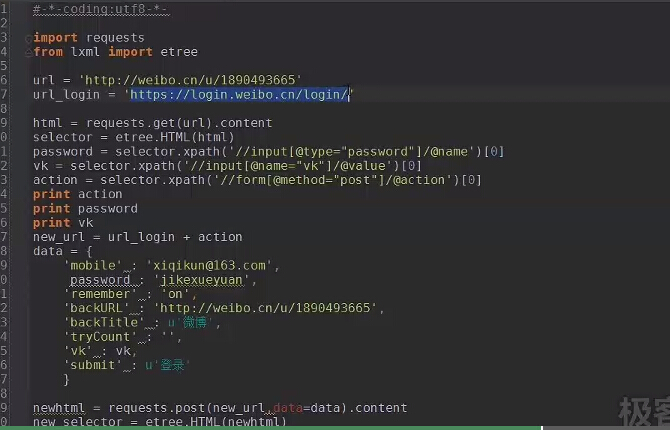 1 #-*-coding:utf8-*-
2
3 import requests
4 from lxml import etree
5
6 url = 'http://weibo.cn/u/1890493665'
7 url_login = 'https://login.weibo.cn/login/'
9 html = requests.get(url).content
0 selector = etree.HTML(html)
1 password = selector.xpath('//input[@type="password"]/@name')[0]
2 vk = selector.xpath('//input[@name="vk"]/@value')[0]
3 action = selector.xpath('//form[@method="post"]/@action')[0]
4 print action
5 print password
6 print vk
7 new_url = url_login + action
8 data = {
9 'mobile' : 'xiqikun@163.com',
0 password : 'jikexueyuan',
1 'remember' : 'on',
2 'backURL' : 'http://weibo.cn/u/1890493665',
3 'backTitle' : u'微博',
4 'tryCount' : '',
5 'vk' : vk,
6 'submit' : u'登录'
7 }
9 newhtml = requests.post(new_url,data=data).content
0 new_selector = etree.HTML(newhtml)
极客